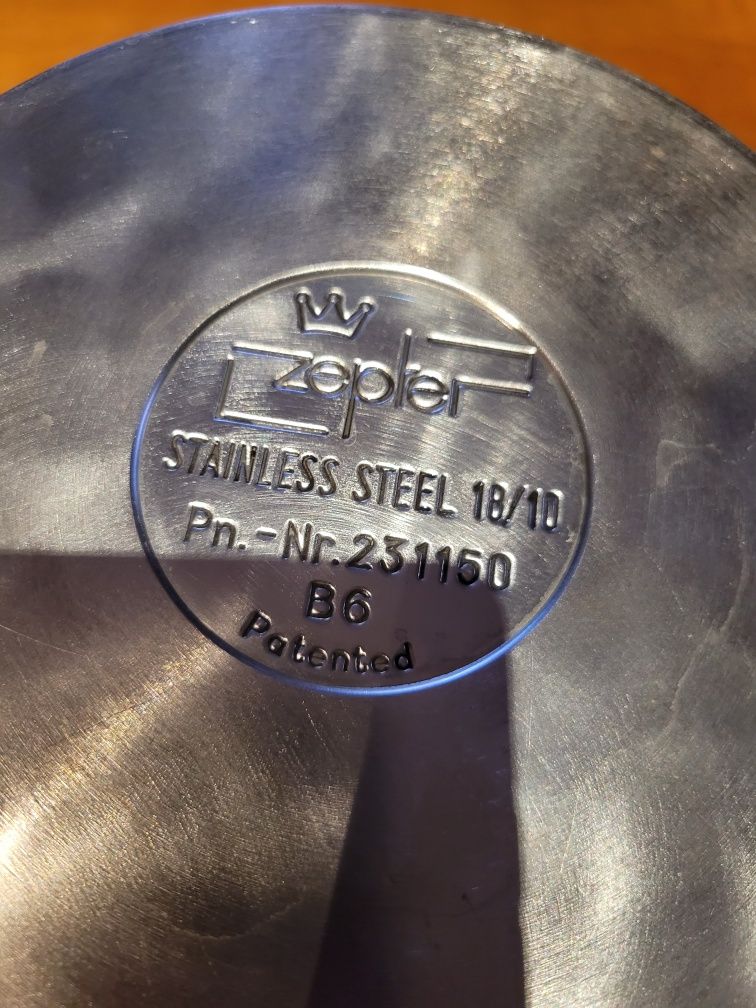 zepter
STAINLESS STEEL 18/10
Pn.-Nr.231150
B6
Patented